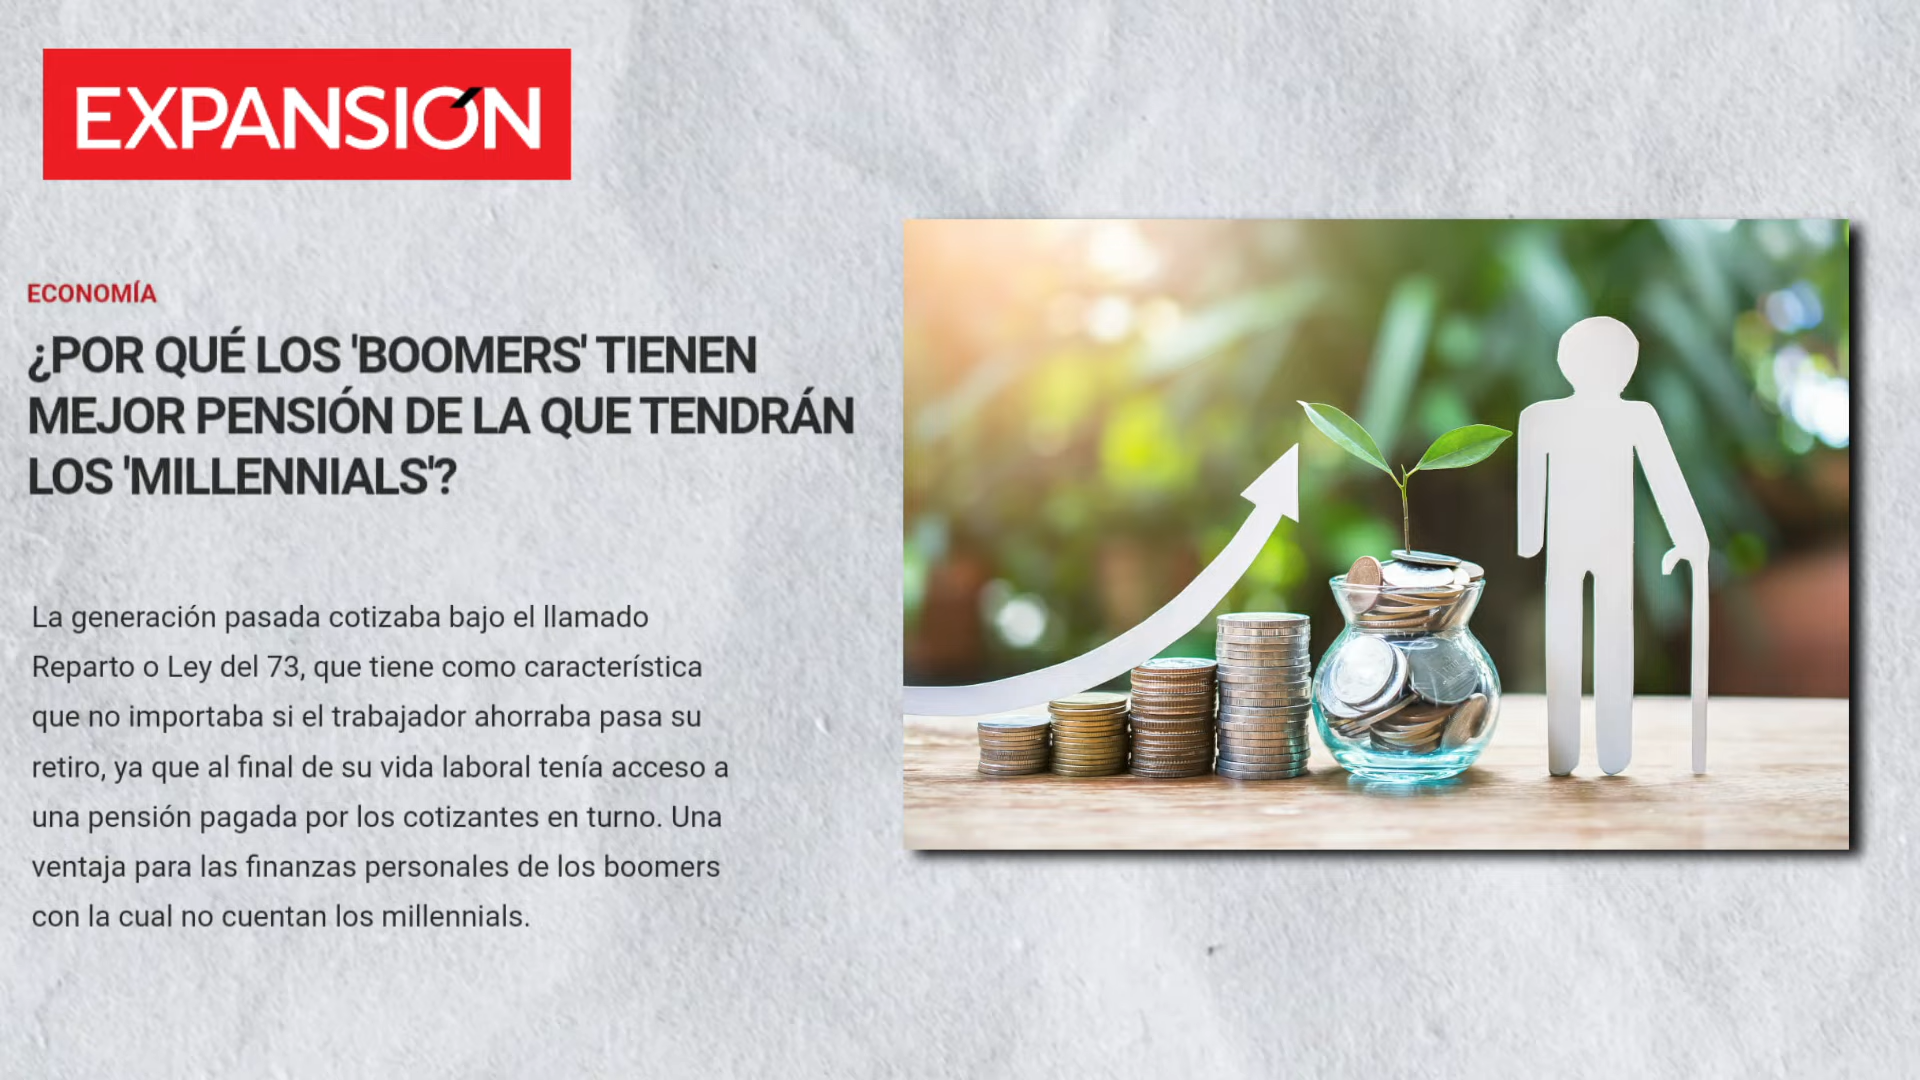 EXPANSIÓN
ECONOMÍA
¿POR QUÉ LOS 'BOOMERS' TIENEN
MEJOR PENSIÓN DE LA QUE TENDRÁN
LOS 'MILLENNIALS'?
La generación pasada cotizaba bajo el llamado
Reparto o Ley del 73, que tiene como característica
que no importaba si el trabajador ahorraba pasa su
retiro, ya que al final de su vida laboral tenía acceso a
una pensión pagada por los cotizantes en turno. Una
ventaja para las finanzas personales de los boomers
con la cual no cuentan los millennials.